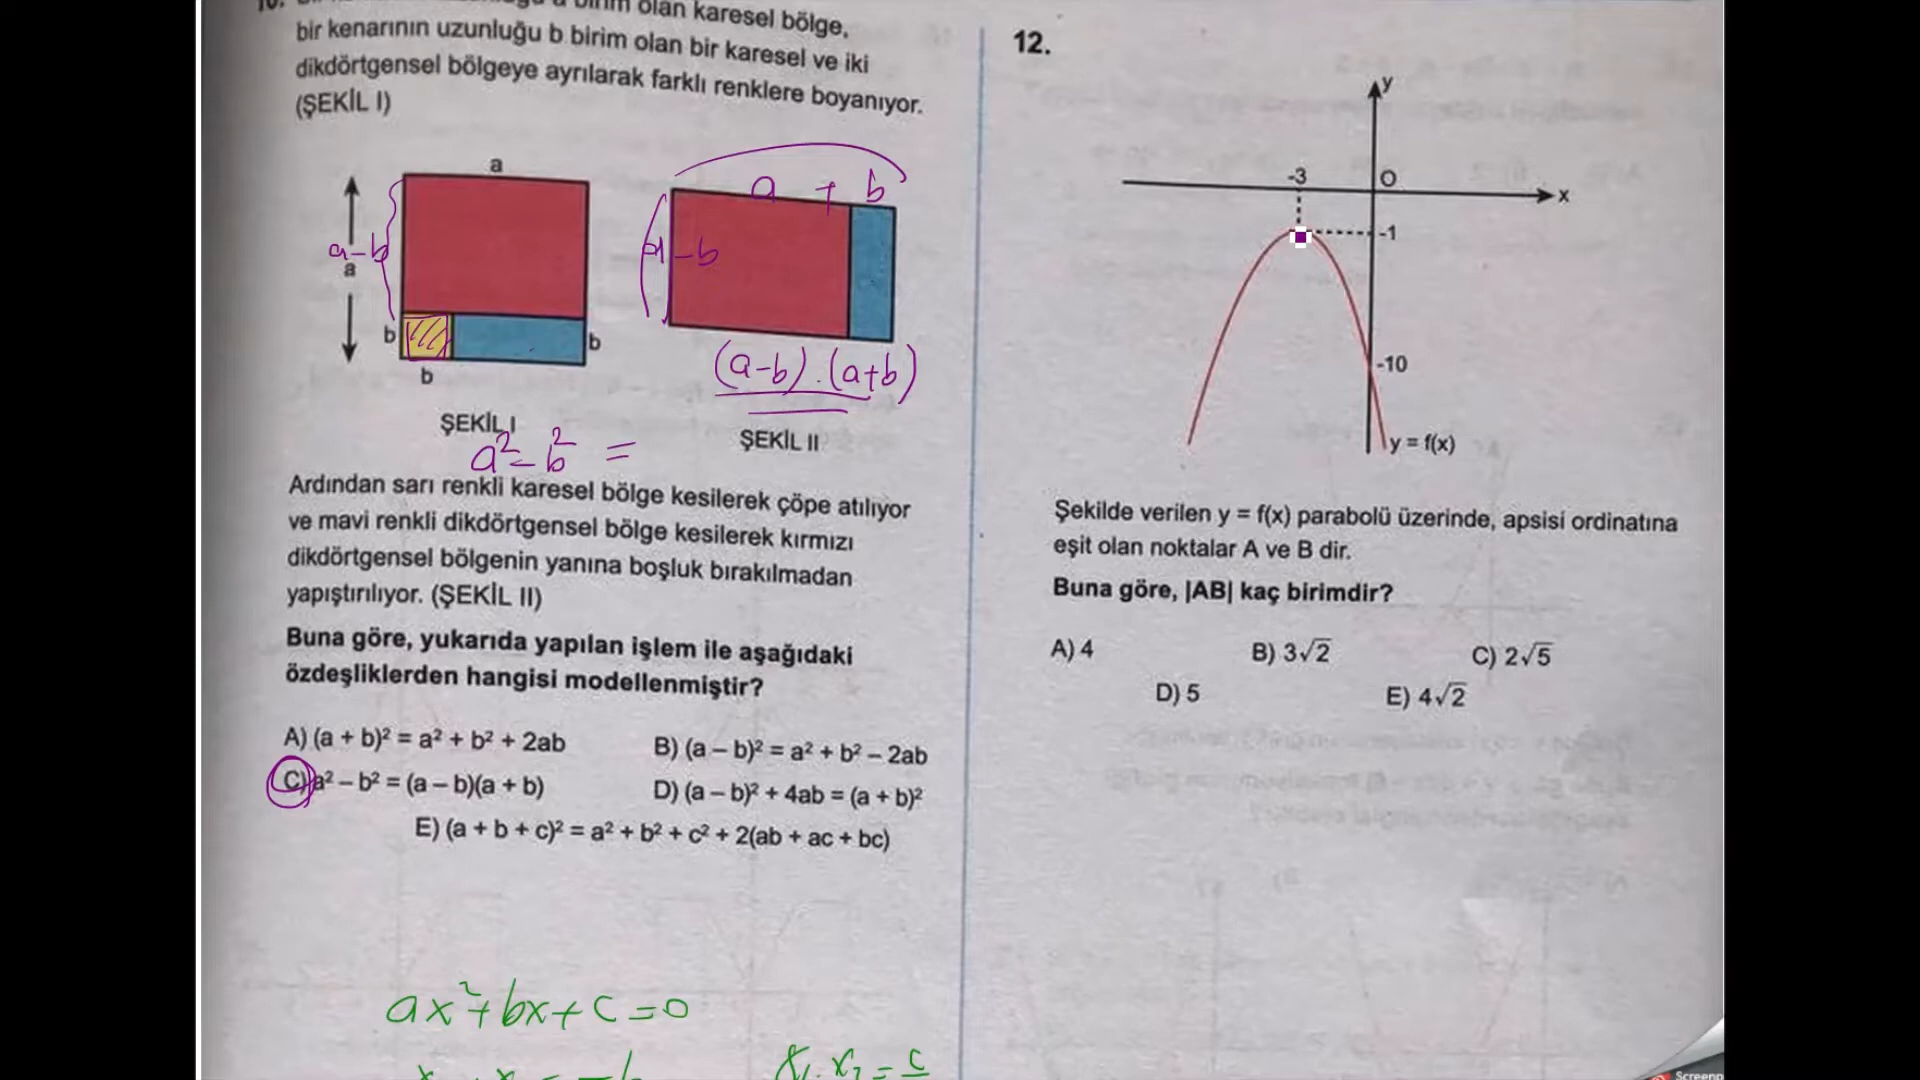 olan karesel bölge,
bir kenarının uzunluğu b birim olan bir karesel ve iki
dikdörtgensel bölgeye ayrılarak farklı renklere boyanıyor.
(ŞEKİL I)
a
a-b
a
b
b
b
ŞEKİL I
a + b
a-b
(a-b).(a+b)
ŞEKİL II
a²-b² =
Ardından sarı renkli karesel bölge kesilerek çöpe atılıyor
ve mavi renkli dikdörtgensel bölge kesilerek kırmızı
dikdörtgensel bölgenin yanına boşluk bırakılmadan
yapıştırılıyor. (ŞEKİL II)
Buna göre, yukarıda yapılan işlem ile aşağıdaki
özdeşliklerden hangisi modellenmiştir?
A) (a + b)² = a² + b² + 2ab
B) (a – b)² = a² + b² – 2ab
C) a² – b² = (a – b)(a + b)
D) (a – b)² + 4ab = (a + b)²
E) (a + b + c)² = a² + b² + c² + 2(ab + ac + bc)
ax²+bx+c=0
x₁.x₂=c
12.
y
-3
O
x
-1
-10
y = f(x)
Şekilde verilen y = f(x) parabolü üzerinde, apsisi ordinatına
eşit olan noktalar A ve B dir.
Buna göre, |AB| kaç birimdir?
A) 4
B) 3√2
C) 2√5
D) 5
E) 4√2